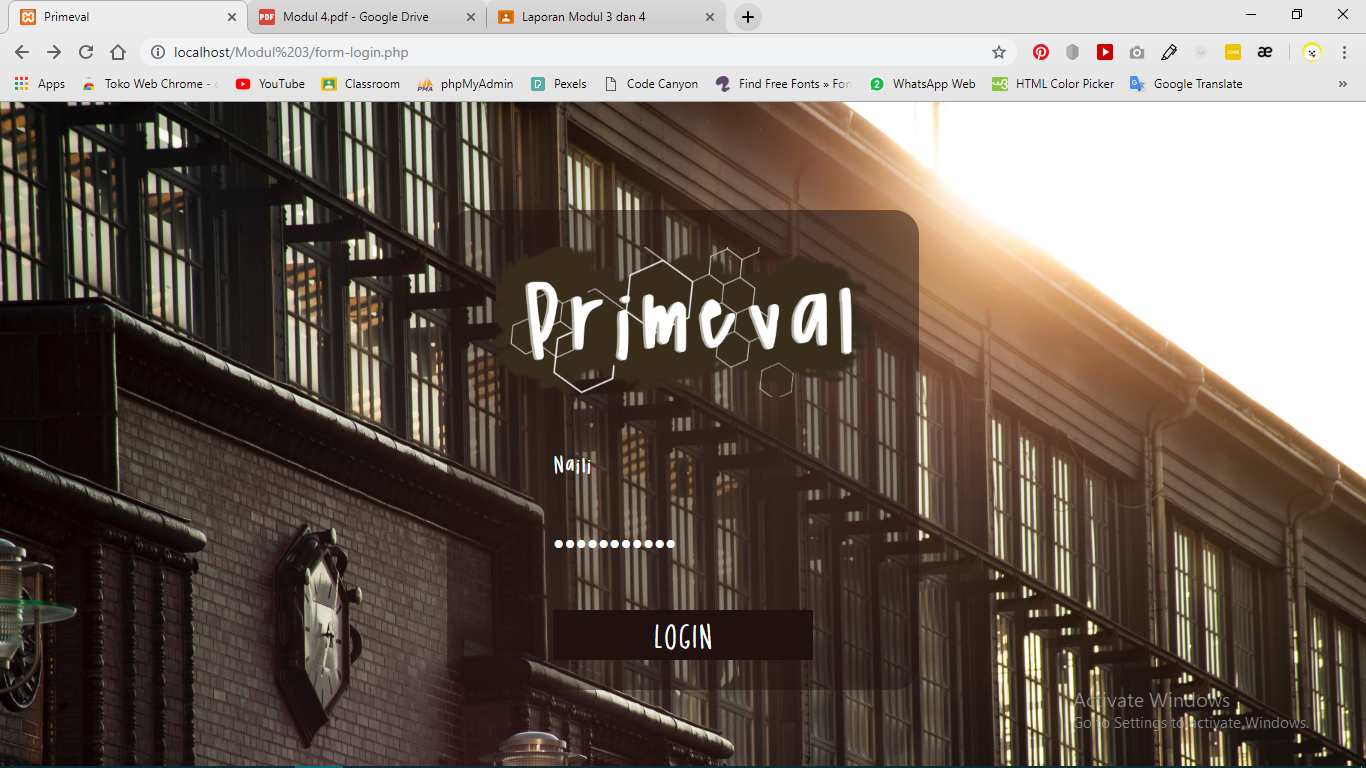 Primeval
Modul 4.pdf - Google Drive
Laporan Modul 3 dan 4
localhost/Modul%203/form-login.php
Apps
Toko Web Chrome -
YouTube
Classroom
phpMyAdmin
PMA
Pexels
Code Canyon
Find Free Fonts » Fon
WhatsApp Web
HTML Color Picker
Google Translate
Primeval
Naili
LOGIN
Activate Windows
Go to Settings to activate Windows.